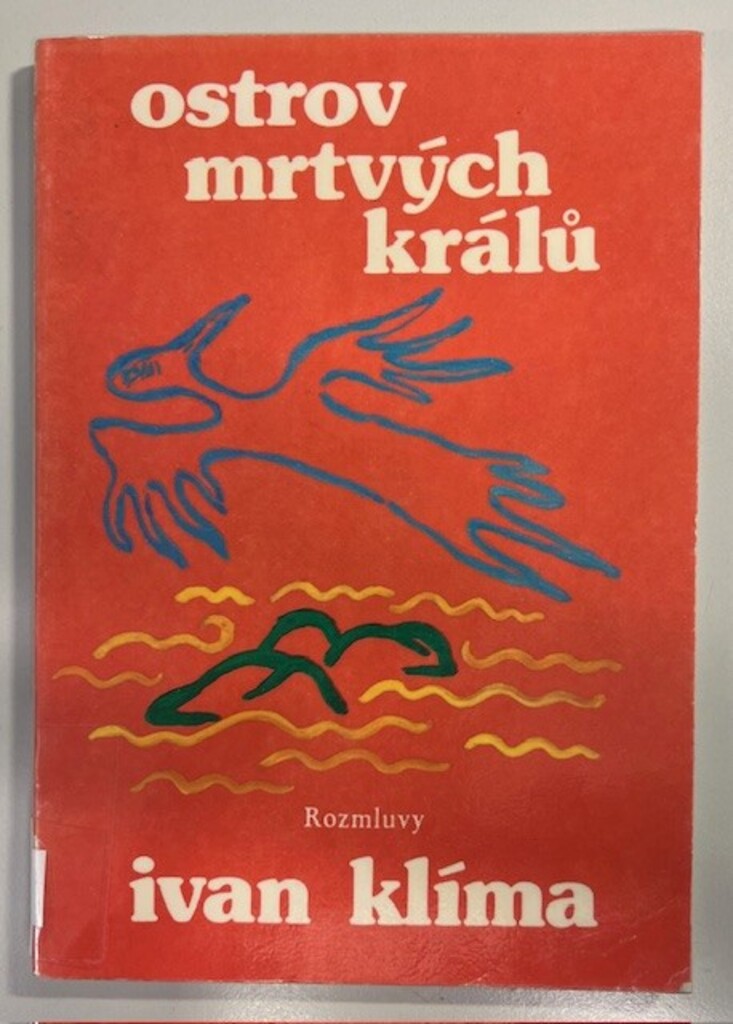 ostrov
mrtvých
králů
Rozmluvy
ivan klíma